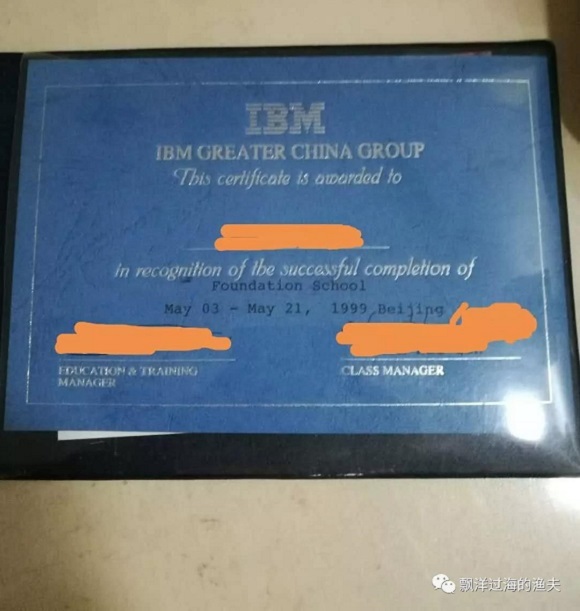 IBM
IBM GREATER CHINA GROUP
This certificate is awarded to
in recognition of the successful completion of
Foundation School
May 03 - May 21, 1999 Beijing
EDUCATION & TRAINING
MANAGER
CLASS MANAGER
飘洋过海的渔夫